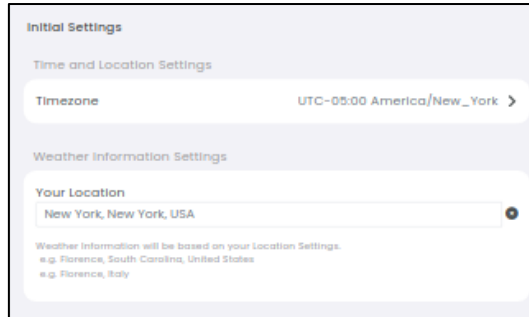 Initial Settings
Time and Location Settings
Timezone UTC-05:00 America/New_York
Weather Information Settings
Your Location
New York, New York, USA
Weather Information will be based on your Location Settings.
e.g. Florence, South Carolina, United States
e.g. Florence, Italy